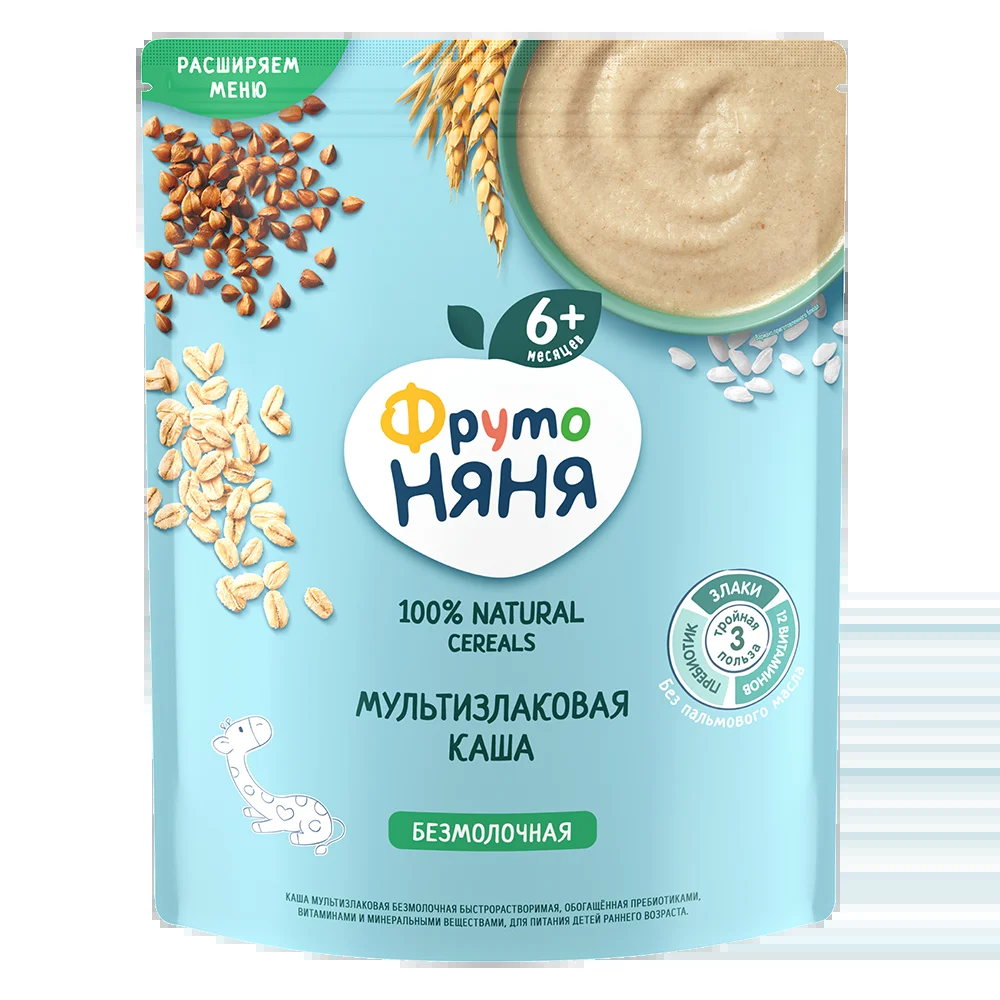 РАСШИРЯЕМ
МЕНЮ
6+
месяцев
Фруто
НЯНЯ
100% NATURAL
CEREALS
ЗЛАКИ
12 ВИТАМИНОВ
ПРЕБИОТИК
тройная
3
польза
Без пальмового масла
МУЛЬТИЗЛАКОВАЯ
КАША
БЕЗМОЛОЧНАЯ
КАША МУЛЬТИЗЛАКОВАЯ БЕЗМОЛОЧНАЯ БЫСТРОРАСТВОРИМАЯ, ОБОГАЩЁННАЯ ПРЕБИОТИКАМИ,
ВИТАМИНАМИ И МИНЕРАЛЬНЫМИ ВЕЩЕСТВАМИ, ДЛЯ ПИТАНИЯ ДЕТЕЙ РАННЕГО ВОЗРАСТА.